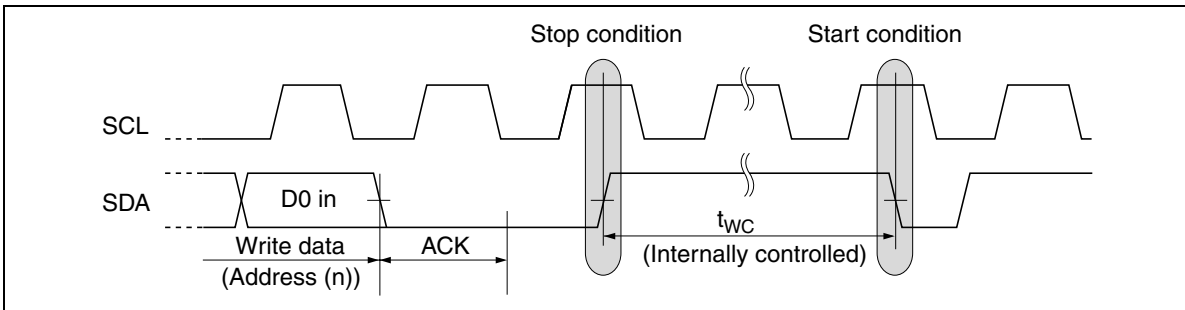 Stop condition
Start condition
SCL
SDA
D0 in
Write data
(Address (n))
ACK
tWC
(Internally controlled)